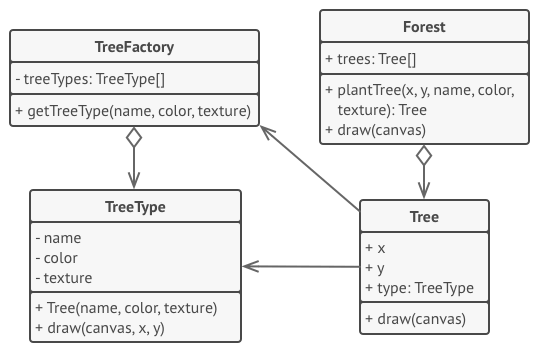 TreeFactory
- treeTypes: TreeType[]
+ getTreeType(name, color, texture)
Forest
+ trees: Tree[]
+ plantTree(x, y, name, color,
texture): Tree
+ draw(canvas)
TreeType
- name
- color
- texture
+ Tree(name, color, texture)
+ draw(canvas, x, y)
Tree
+ x
+ y
+ type: TreeType
+ draw(canvas)